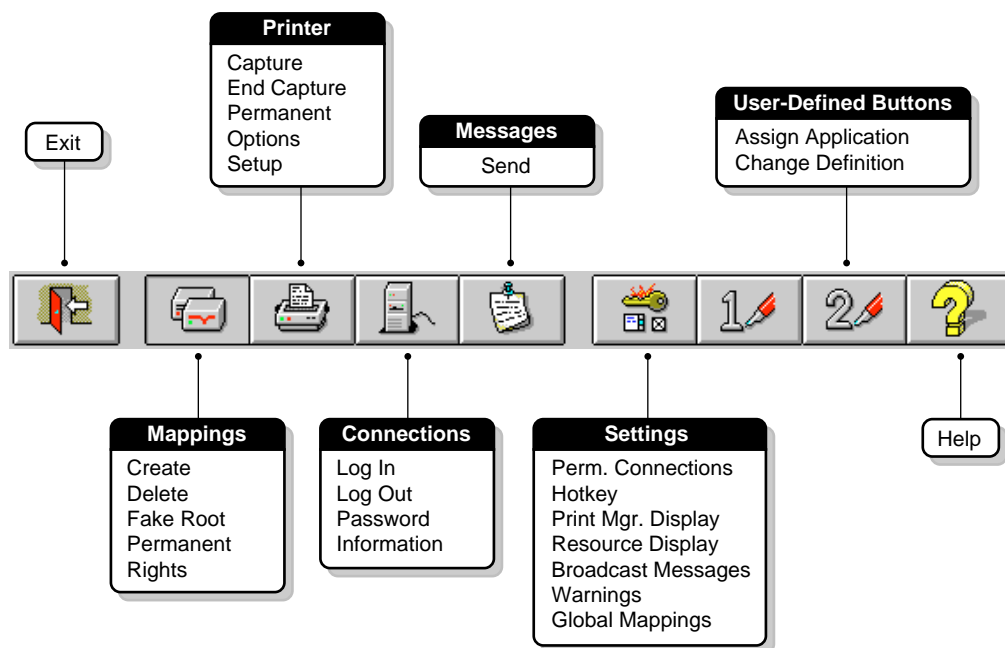 Printer
Capture
End Capture
Permanent
Options
Setup
Exit
Messages
Send
User-Defined Buttons
Assign Application
Change Definition
1
2
Mappings
Create
Delete
Fake Root
Permanent
Rights
Connections
Log In
Log Out
Password
Information
Settings
Perm. Connections
Hotkey
Print Mgr. Display
Resource Display
Broadcast Messages
Warnings
Global Mappings
Help